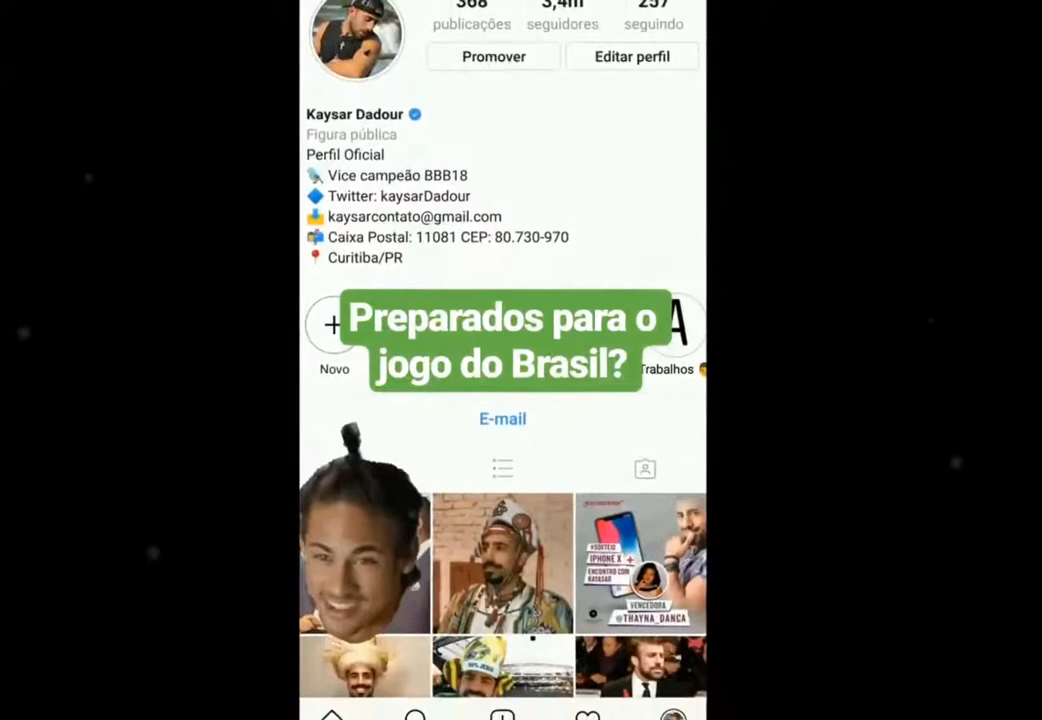 368 3,4m 257
publicações seguidores seguindo
Promover Editar perfil
Kaysar Dadour
Figura pública
Perfil Oficial
Vice campeão BBB18
Twitter: kaysarDadour
kaysarcontato@gmail.com
Caixa Postal: 11081 CEP: 80.730-970
Curitiba/PR
Preparados para o
jogo do Brasil?
A
Novo
Trabalhos
E-mail
#SORTEIO
IPHONE X +
ENCONTRO COM
KAYASAR
VENCEDORA
@THAYNA_DANCA